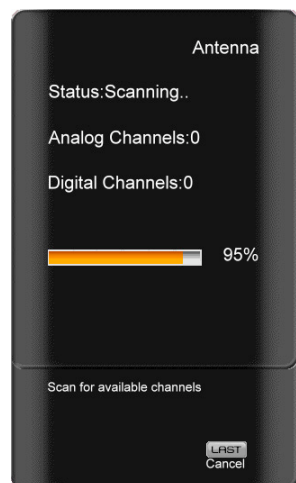 Antenna
Status:Scanning..
Analog Channels:0
Digital Channels:0
95%
Scan for available channels
LAST
Cancel